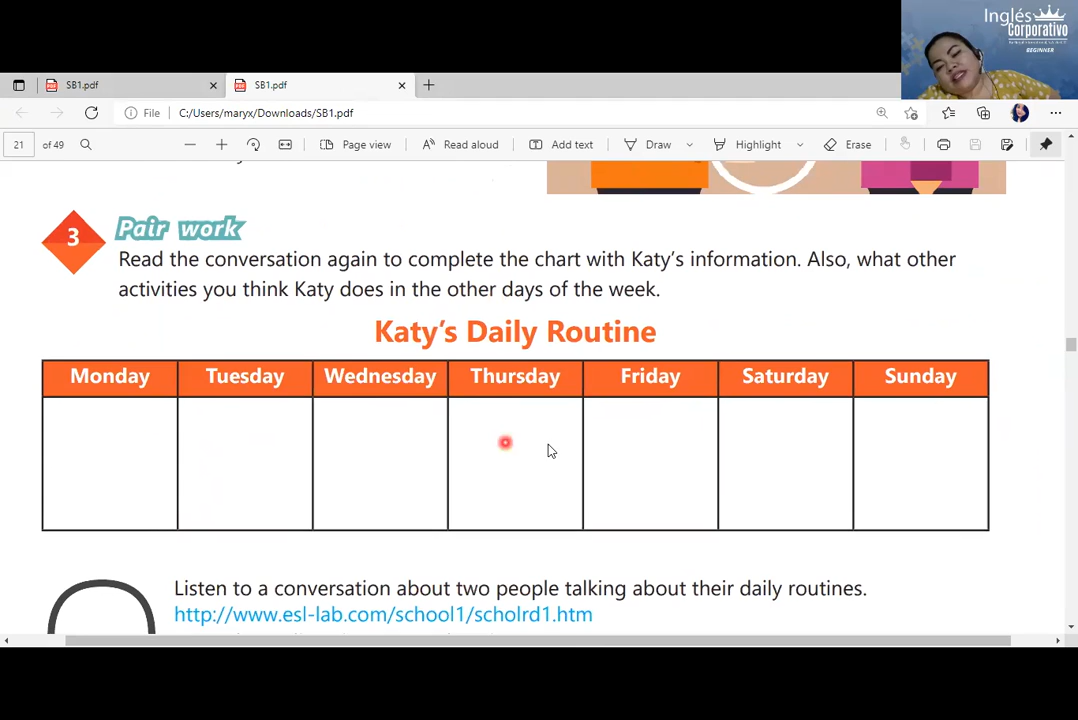 Inglés
Corporativo
BEGINNER
SB1.pdf
SB1.pdf
File
C:/Users/maryx/Downloads/SB1.pdf
21 of 49
Page view
Read aloud
Add text
Draw
Highlight
Erase
3
Pair work
Read the conversation again to complete the chart with Katy's information. Also, what other
activities you think Katy does in the other days of the week.
Katy's Daily Routine
Monday Tuesday Wednesday Thursday Friday Saturday Sunday
Listen to a conversation about two people talking about their daily routines.
http://www.esl-lab.com/school1/scholrd1.htm